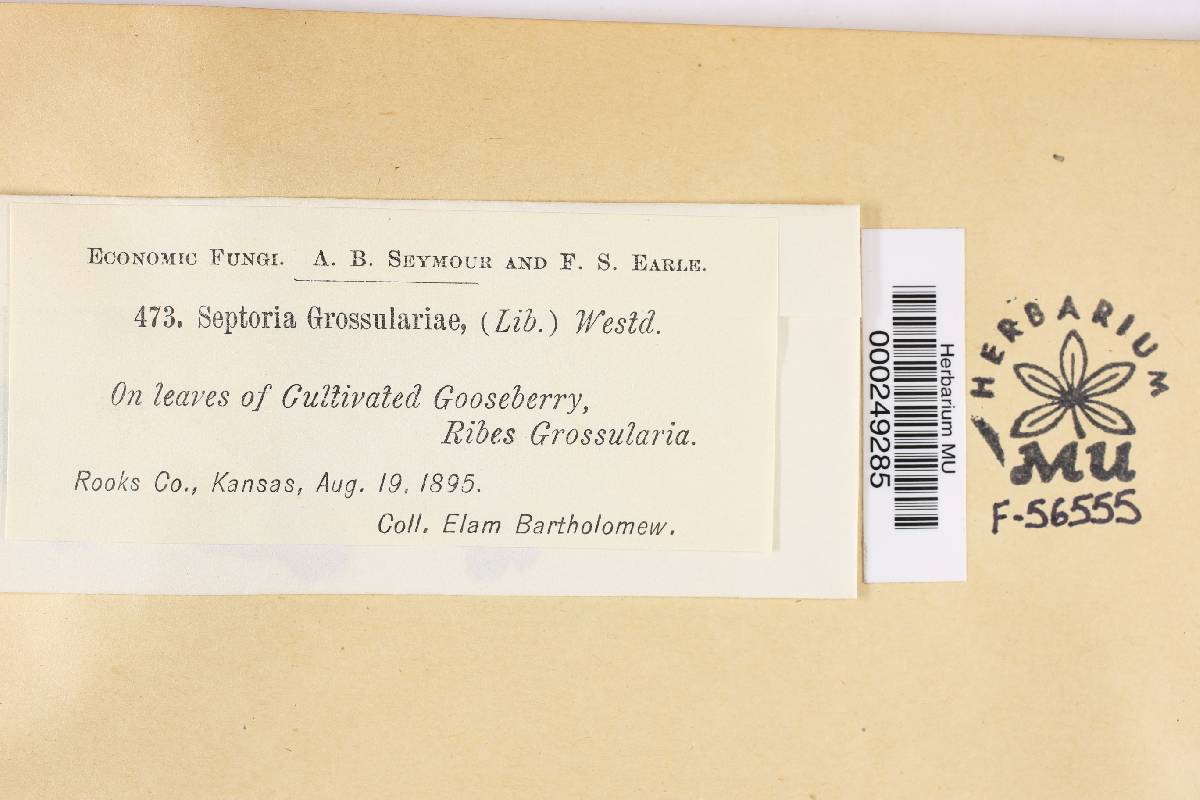 Economic Fungi. A. B. Seymour and F. S. Earle.
473. Septoria Grossulariae, (Lib.) Westd.
On leaves of Cultivated Gooseberry,
Ribes Grossularia.
Rooks Co., Kansas, Aug. 19, 1895.
Coll. Elam Bartholomew.
000249285
Herbarium MU
HERBARIUM
MU
F-56555